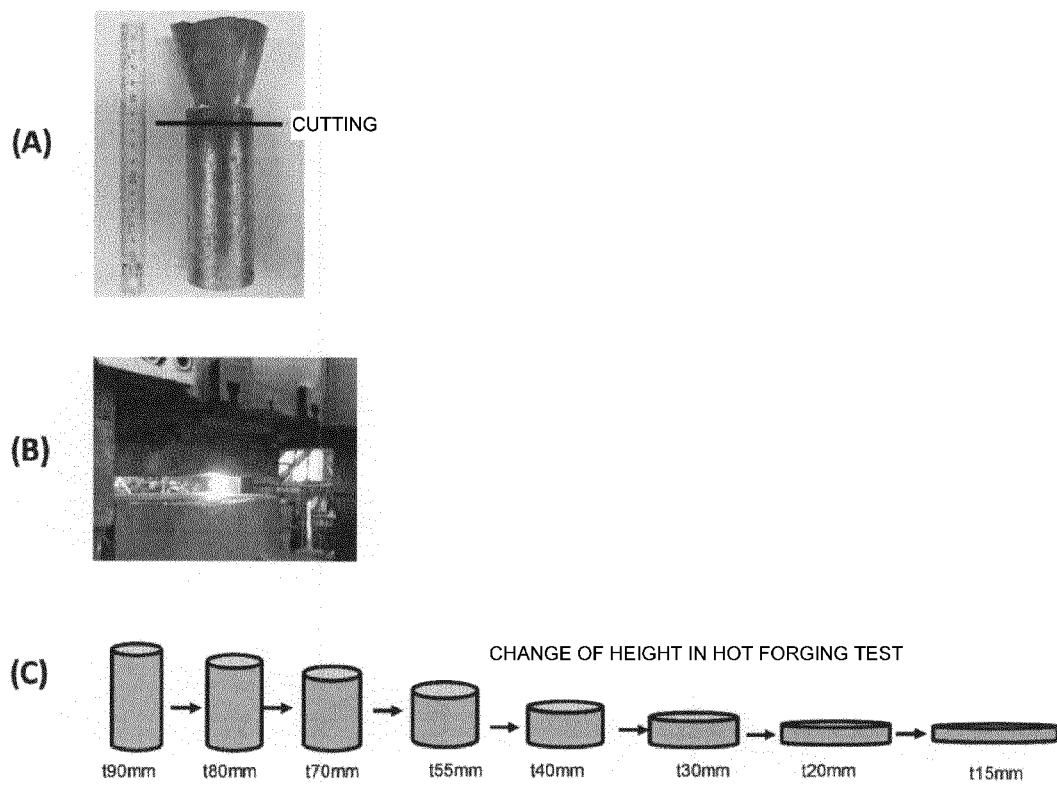 (A)
CUTTING
(B)
(C)
CHANGE OF HEIGHT IN HOT FORGING TEST
t90mm t80mm t70mm t55mm t40mm t30mm t20mm t15mm